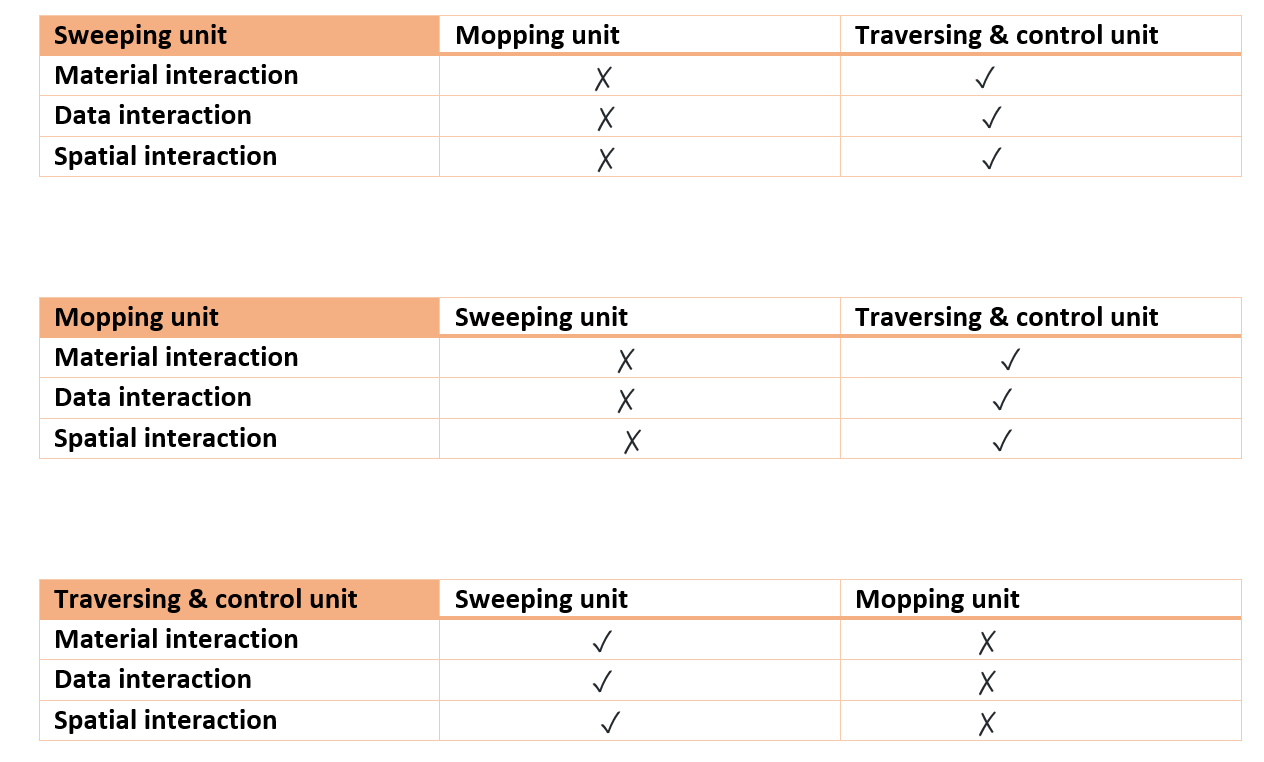 Sweeping unit Mopping unit Traversing & control unit
Material interaction ✗ ✓
Data interaction ✗ ✓
Spatial interaction ✗ ✓
Mopping unit Sweeping unit Traversing & control unit
Material interaction ✗ ✓
Data interaction ✗ ✓
Spatial interaction ✗ ✓
Traversing & control unit Sweeping unit Mopping unit
Material interaction ✓ ✗
Data interaction ✓ ✗
Spatial interaction ✓ ✗